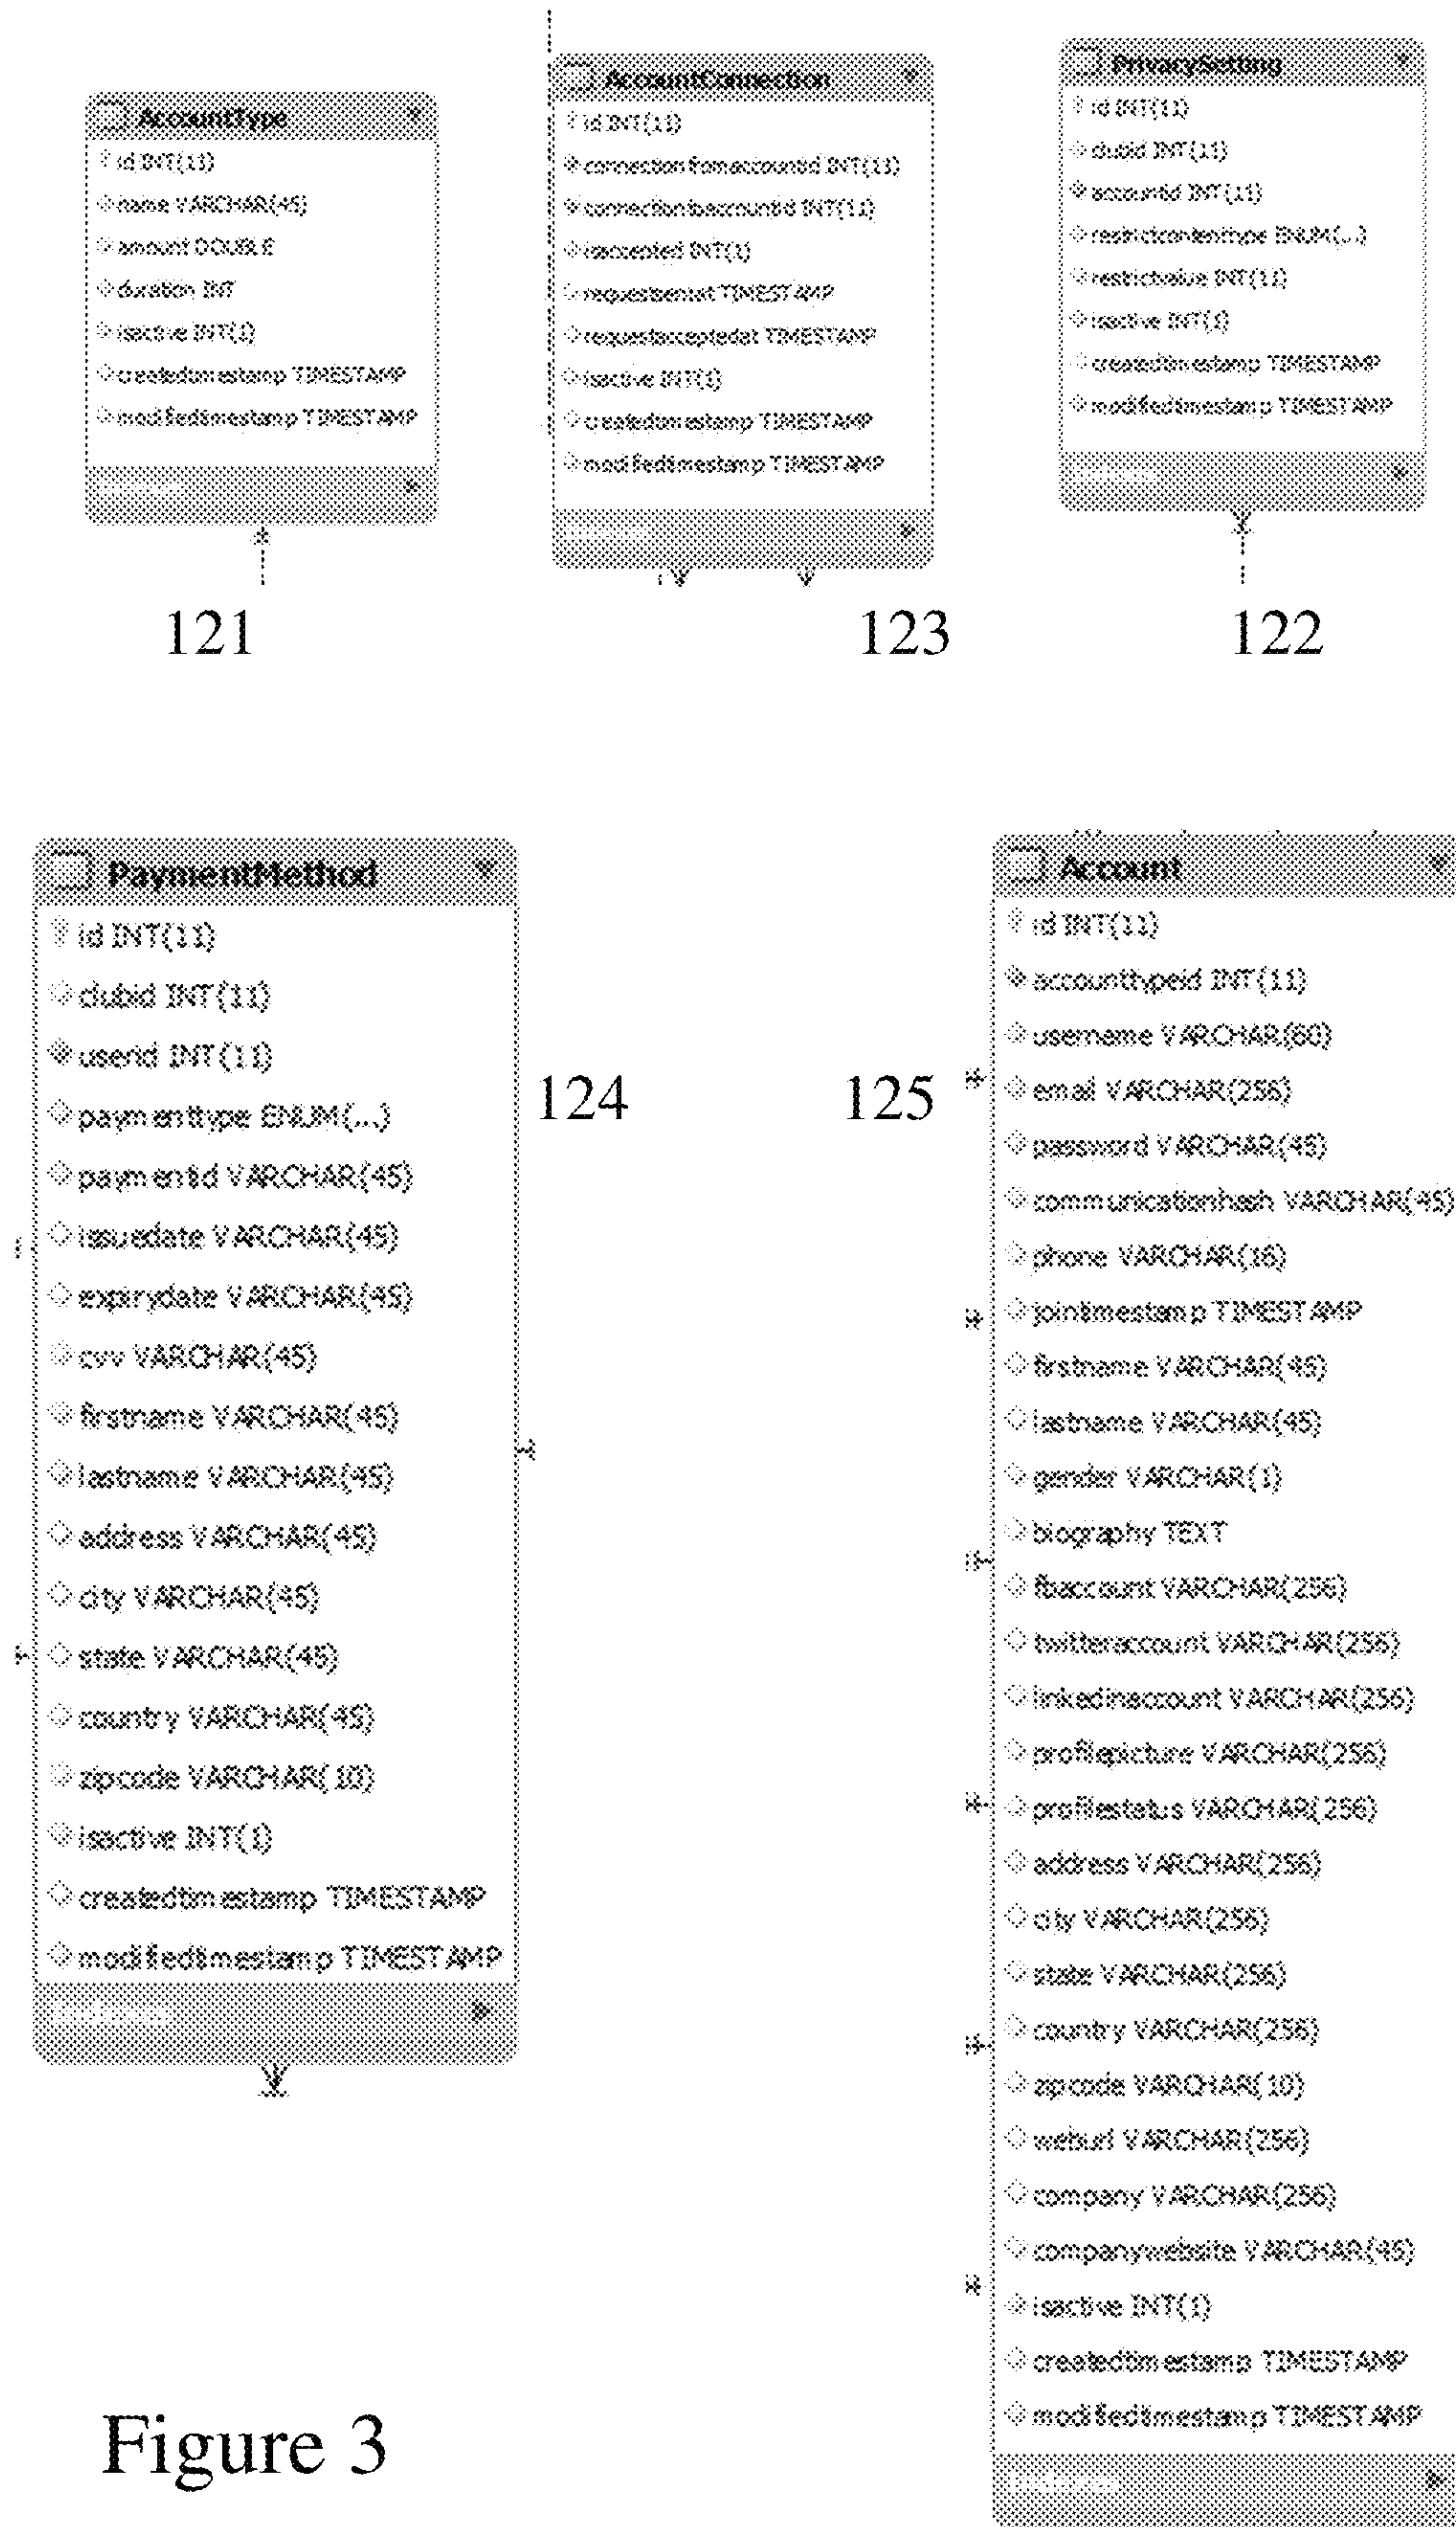 AccountType
id INT(11)
name VARCHAR(45)
amount DOUBLE
duration INT
isactive INT(1)
createdtimestamp TIMESTAMP
modifiedtimestamp TIMESTAMP
121
AccountConnection
id INT(11)
connectionfromaccountid INT(11)
connectiontoaccountid INT(11)
isaccepted INT(1)
requestsentat TIMESTAMP
requestacceptedat TIMESTAMP
isactive INT(1)
createdtimestamp TIMESTAMP
modifiedtimestamp TIMESTAMP
123
PrivacySetting
id INT(11)
clubid INT(11)
accountid INT(11)
restrictcontenttype ENUM(...)
restrictvalue INT(11)
isactive INT(1)
createdtimestamp TIMESTAMP
modifiedtimestamp TIMESTAMP
122
PaymentMethod
id INT(11)
clubid INT(11)
userid INT(11)
paymenttype ENUM(...)
paymentid VARCHAR(45)
issuedate VARCHAR(45)
expirydate VARCHAR(45)
cvv VARCHAR(45)
firstname VARCHAR(45)
lastname VARCHAR(45)
address VARCHAR(45)
city VARCHAR(45)
state VARCHAR(45)
country VARCHAR(45)
zipcode VARCHAR(10)
isactive INT(1)
createdtimestamp TIMESTAMP
modifiedtimestamp TIMESTAMP
124
125
Account
id INT(11)
accounttypeid INT(11)
username VARCHAR(60)
email VARCHAR(256)
password VARCHAR(45)
communicationhash VARCHAR(45)
phone VARCHAR(16)
jointimestamp TIMESTAMP
firstname VARCHAR(45)
lastname VARCHAR(45)
gender VARCHAR(1)
biography TEXT
fbaccount VARCHAR(256)
twitteraccount VARCHAR(256)
linkedinaccount VARCHAR(256)
profilepicture VARCHAR(256)
profilestatus VARCHAR(256)
address VARCHAR(256)
city VARCHAR(256)
state VARCHAR(256)
country VARCHAR(256)
zipcode VARCHAR(10)
weburl VARCHAR(256)
company VARCHAR(256)
companywebsite VARCHAR(45)
isactive INT(1)
createdtimestamp TIMESTAMP
modifiedtimestamp TIMESTAMP
Figure 3